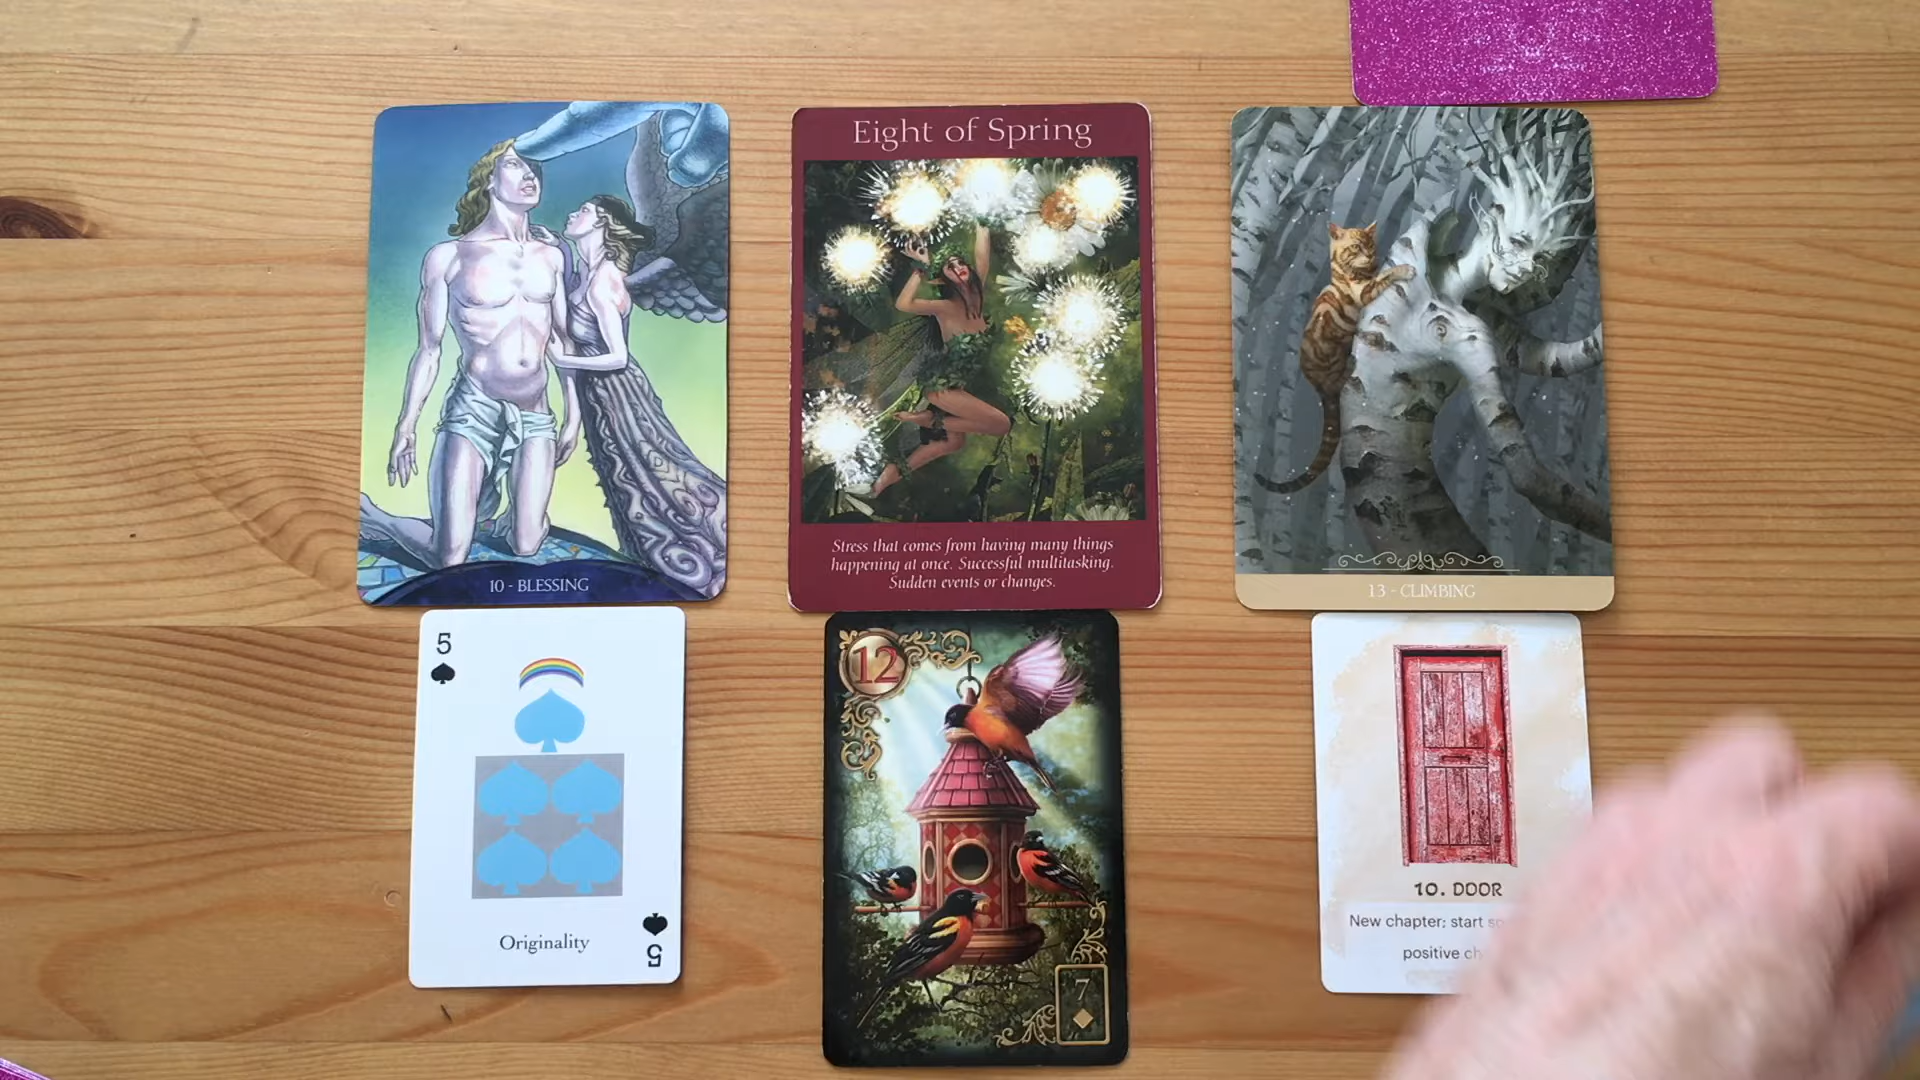 Eight of Spring
Stress that comes from having many things
happening at once. Successful multitasking.
Sudden events or changes.
10 - BLESSING
13 - CLIMBING
5
Originality
5
12
7
10. DOOR
New chapter; start
positive